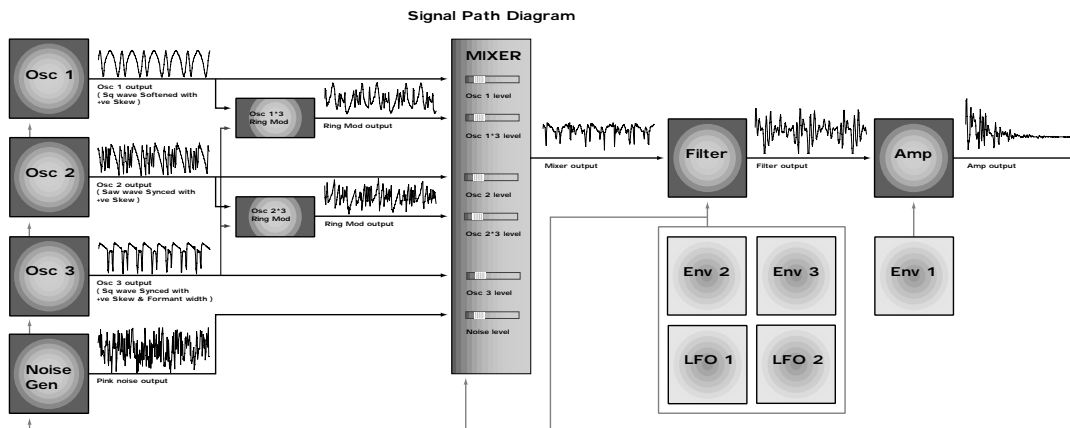 Signal Path Diagram
Osc 1
Osc 1 output
( Sq wave Softened with
+ve Skew )
Osc 1*3
Ring Mod
Ring Mod output
Osc 2
Osc 2 output
( Saw wave Synced with
+ve Skew )
Osc 2*3
Ring Mod
Ring Mod output
Osc 3
Osc 3 output
( Sq wave Synced with
+ve Skew & Formant width )
Noise
Gen
Pink noise output
MIXER
Osc 1 level
Osc 1*3 level
Osc 2 level
Osc 2*3 level
Osc 3 level
Noise level
Mixer output
Filter
Filter output
Amp
Amp output
Env 2
Env 3
Env 1
LFO 1
LFO 2